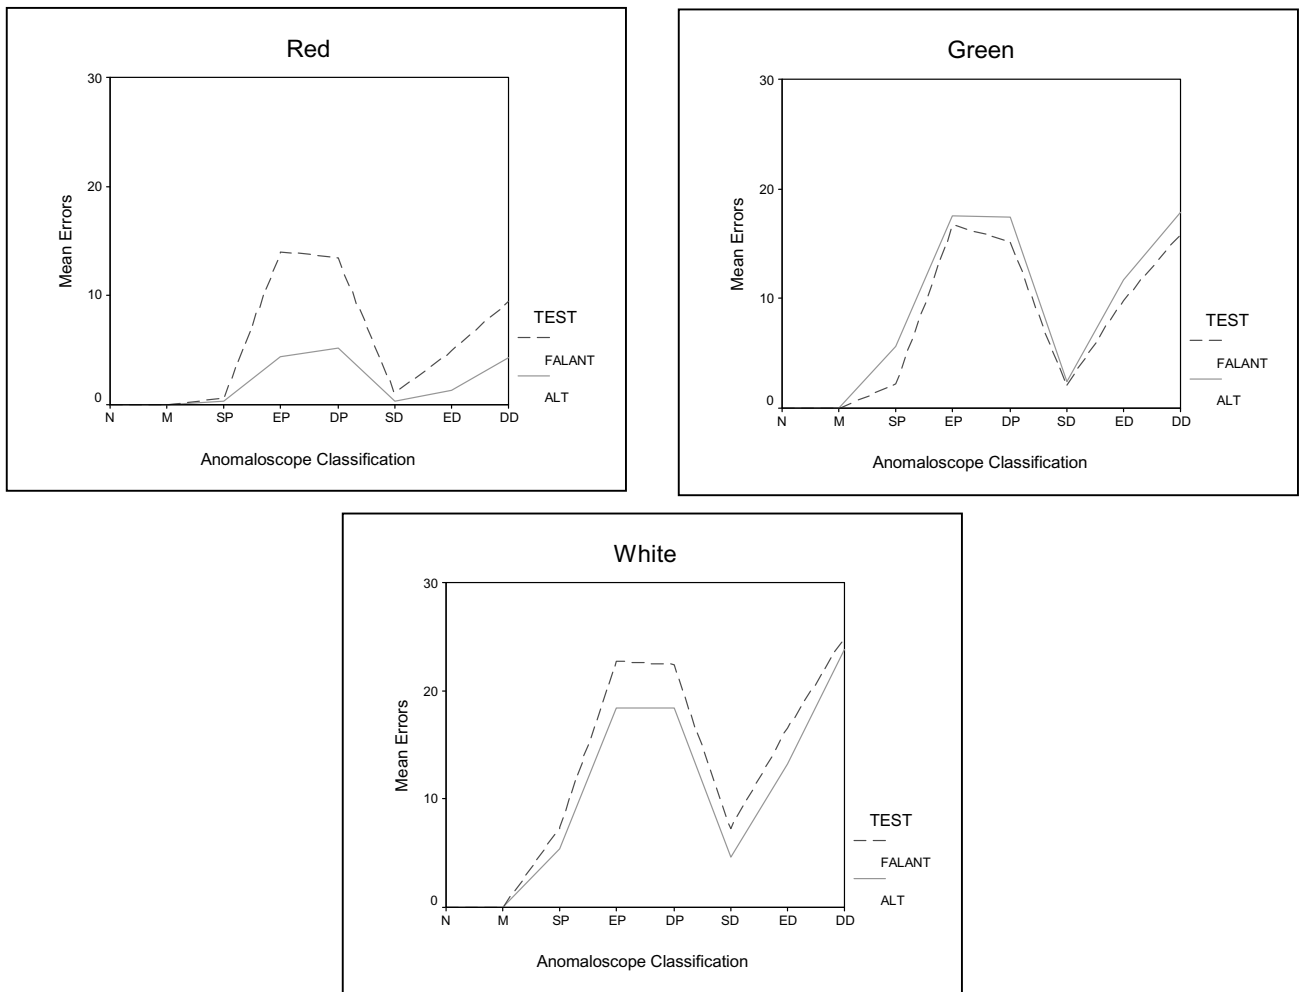 Red
30
20
10
0
Mean Errors
N M SP EP DP SD ED DD
Anomaloscope Classification
TEST
FALANT
ALT
Green
30
20
10
0
Mean Errors
N M SP EP DP SD ED DD
Anomaloscope Classification
TEST
FALANT
ALT
White
30
20
10
0
Mean Errors
N M SP EP DP SD ED DD
Anomaloscope Classification
TEST
FALANT
ALT